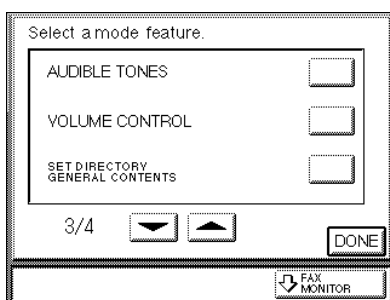 Select a mode feature.
AUDIBLE TONES
VOLUME CONTROL
SET DIRECTORY
GENERAL CONTENTS
3/4
DONE
FAX
MONITOR